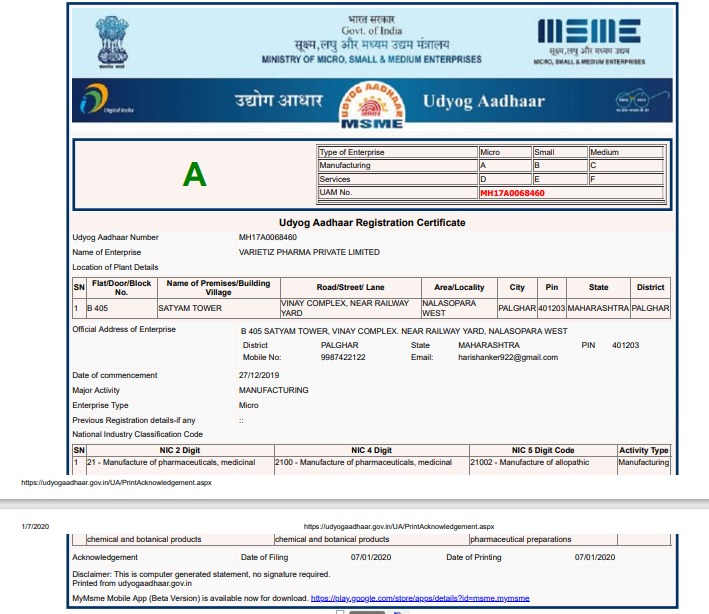 भारत सरकार
Govt. of India
सूक्ष्म,लघु और मध्यम उद्यम मंत्रालय
MINISTRY OF MICRO, SMALL & MEDIUM ENTERPRISES
MSME
सूक्ष्म,लघु और मध्यम उद्यम
MICRO, SMALL & MEDIUM ENTERPRISES
Digital India
उद्योग आधार
UDYOG AADHAAR
आधार
MSME
Udyog Aadhaar
A
Type of Enterprise Micro Small Medium
Manufacturing A B C
Services D E F
UAM No. MH17A0068460
Udyog Aadhaar Registration Certificate
Udyog Aadhaar Number MH17A0068460
Name of Enterprise VARIETIZ PHARMA PRIVATE LIMITED
Location of Plant Details
SN Flat/Door/Block No. Name of Premises/Building Village Road/Street/ Lane Area/Locality City Pin State District
1 B 405 SATYAM TOWER VINAY COMPLEX, NEAR RAILWAY YARD NALASOPARA WEST PALGHAR 401203 MAHARASHTRA PALGHAR
Official Address of Enterprise B 405 SATYAM TOWER, VINAY COMPLEX. NEAR RAILWAY YARD, NALASOPARA WEST
District PALGHAR State MAHARASHTRA PIN 401203
Mobile No: 9987422122 Email: harishanker922@gmail.com
Date of commencement 27/12/2019
Major Activity MANUFACTURING
Enterprise Type Micro
Previous Registration details-if any ::
National Industry Classification Code
SN NIC 2 Digit NIC 4 Digit NIC 5 Digit Code Activity Type
1 21 - Manufacture of pharmaceuticals, medicinal 2100 - Manufacture of pharmaceuticals, medicinal 21002 - Manufacture of allopathic Manufacturing
https://udyogaadhaar.gov.in/UA/PrintAcknowledgement.aspx
1/7/2020 https://udyogaadhaar.gov.in/UA/PrintAcknowledgement.aspx
chemical and botanical products chemical and botanical products pharmaceutical preparations
Acknowledgement Date of Filing 07/01/2020 Date of Printing 07/01/2020
Disclaimer: This is computer generated statement, no signature required.
Printed from udyogaadhaar.gov.in
MyMsme Mobile App (Beta Version) is available now for download. https://play.google.com/store/apps/details?id=msme.mymsme